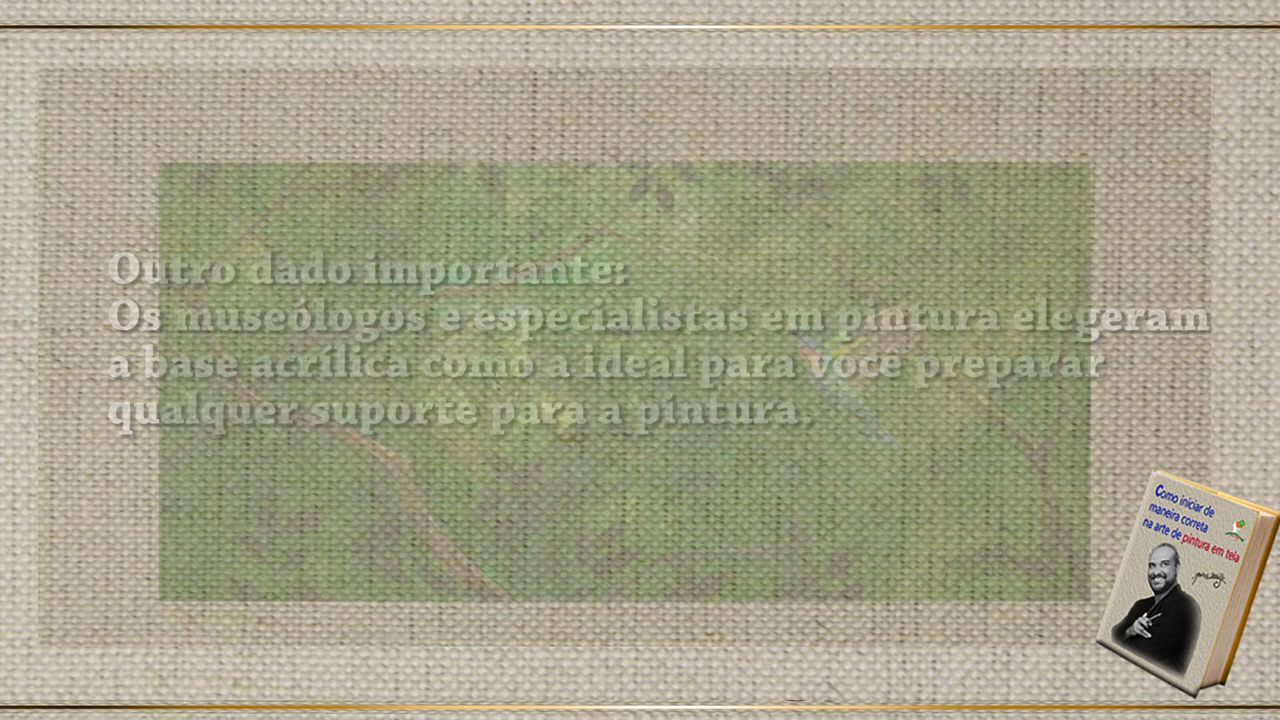 Outro dado importante:
Os museólogos e especialistas em pintura elegeram
a base acrílica como a ideal para você preparar
qualquer suporte para a pintura.
Como iniciar de
maneira correta
na arte de pintura em tela